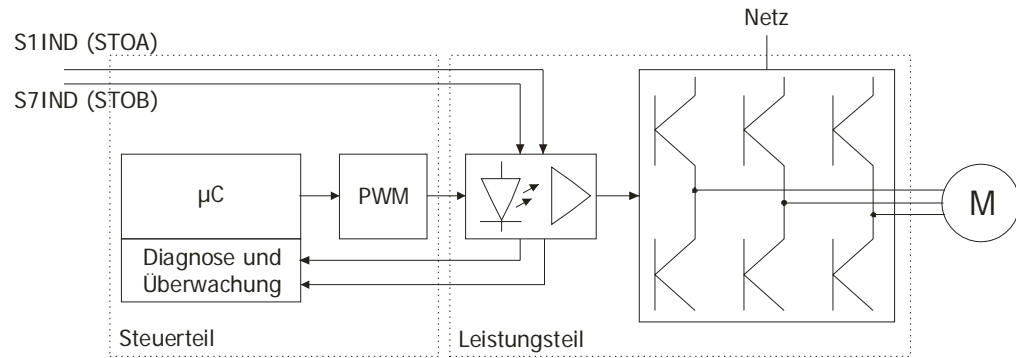 Netz
S1IND (STOA)
S7IND (STOB)
µC
PWM
M
Diagnose und
Überwachung
Steuerteil
Leistungsteil